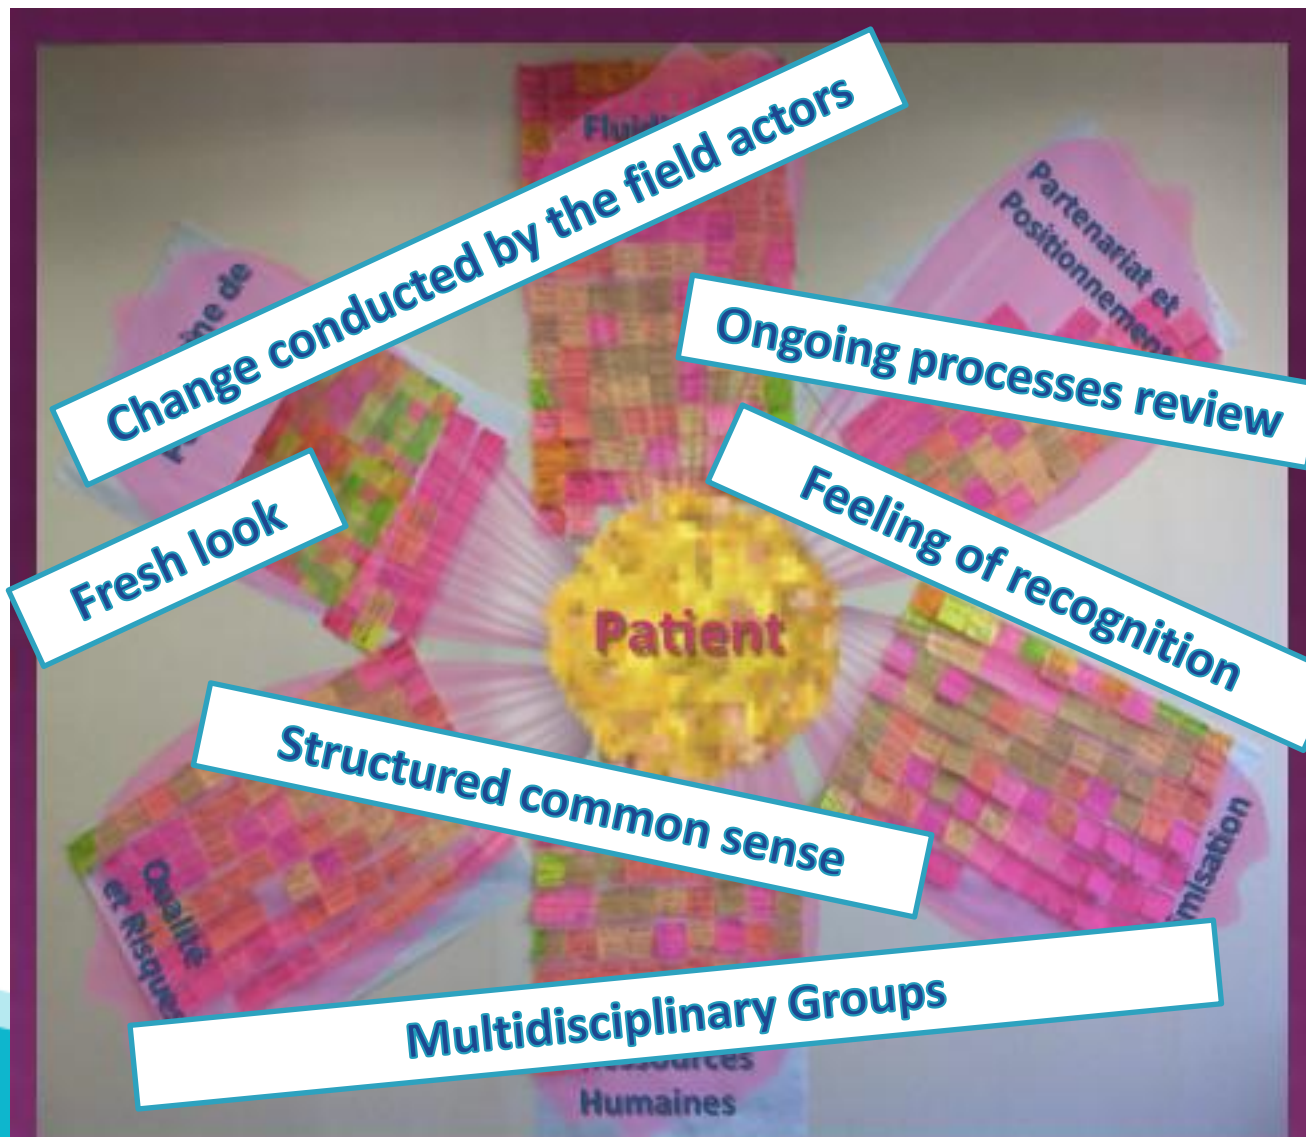 Change conducted by the field actors
Partenariat et
Positionnement
Ongoing processes review
Fresh look
Feeling of recognition
Patient
Structured common sense
Qualité
et Risques
Multidisciplinary Groups
Ressources
Humaines